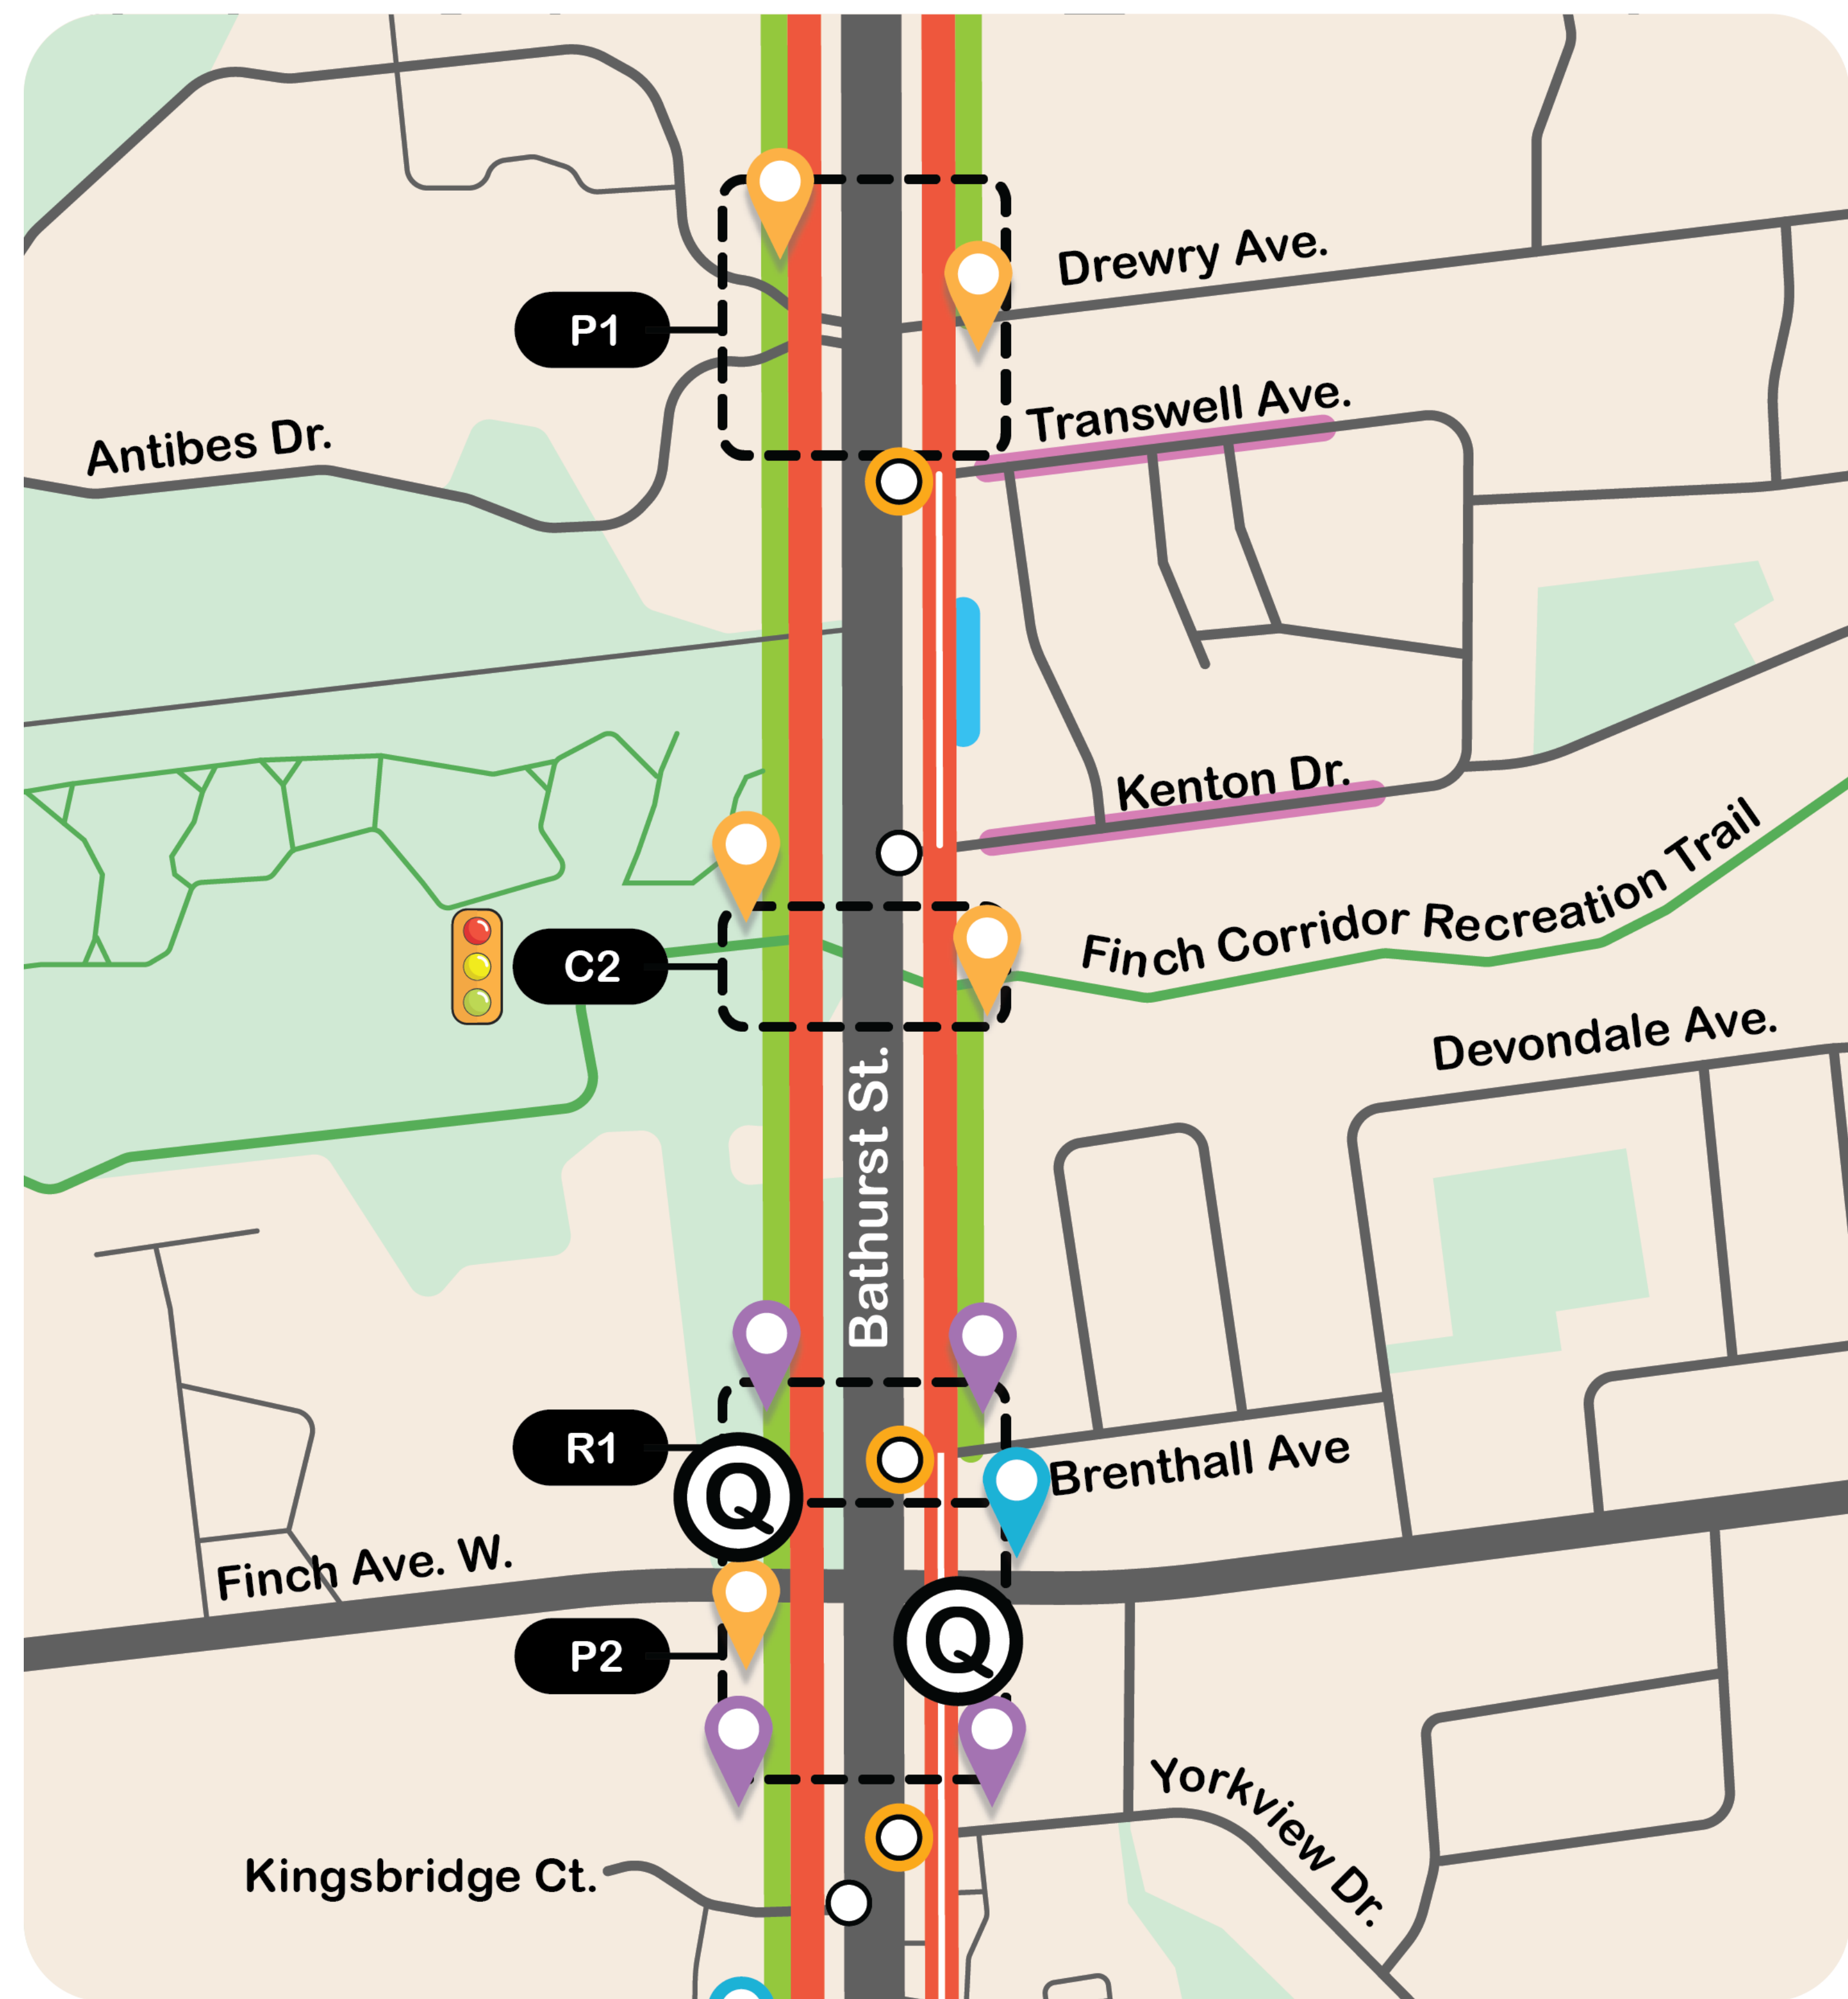 Drewry Ave.
P1
Transwell Ave.
Antibes Dr.
Kenton Dr.
Finch Corridor Recreation Trail
C2
Devondale Ave.
Bathurst St.
R1
Brenthall Ave
Q
Finch Ave. W.
Q
P2
Yorkview Dr.
Kingsbridge Ct.